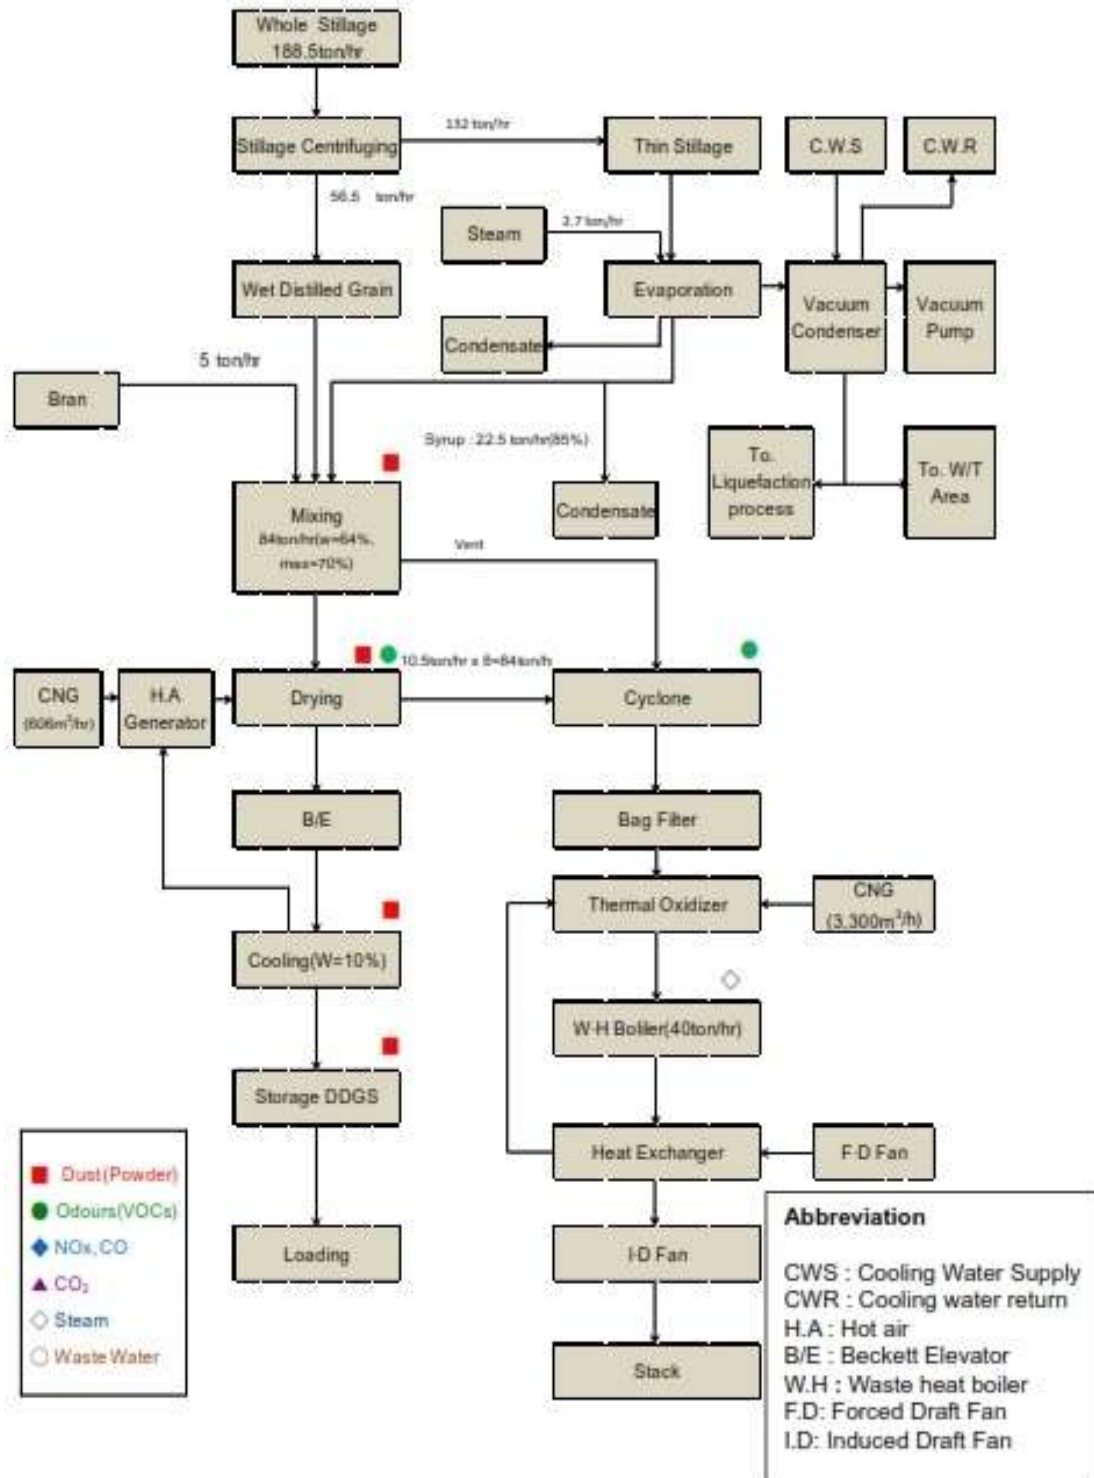 Whole Stillage
188.5ton/hr
Stillage Centrifuging
132 ton/hr
Thin Stillage
C.W.S
C.W.R
56.5 ton/hr
Steam
2.7 ton/hr
Wet Distilled Grain
Evaporation
Vacuum
Condenser
Vacuum
Pump
Condensate
5 ton/hr
Bran
Syrup : 22.5 ton/hr(85%)
To.
Liquefaction
process
To. W/T
Area
Mixing
84ton/hr(w=64%.
max=70%)
Condensate
Vent
10.5ton/hr x 8=84ton/h
CNG
(606m³/hr)
H.A
Generator
Drying
Cyclone
B/E
Bag Filter
Thermal Oxidizer
CNG
(3,300m³/h)
Cooling(W=10%)
W-H Boliler(40ton/hr)
Storage DDGS
Heat Exchanger
F·D Fan
Loading
I-D Fan
Stack
Dust(Powder)
Odours(VOCs)
NOx, CO
CO₂
Steam
Waste Water
Abbreviation
CWS : Cooling Water Supply
CWR : Cooling water return
H.A : Hot air
B/E : Beckett Elevator
W.H : Waste heat boiler
F.D: Forced Draft Fan
I.D: Induced Draft Fan